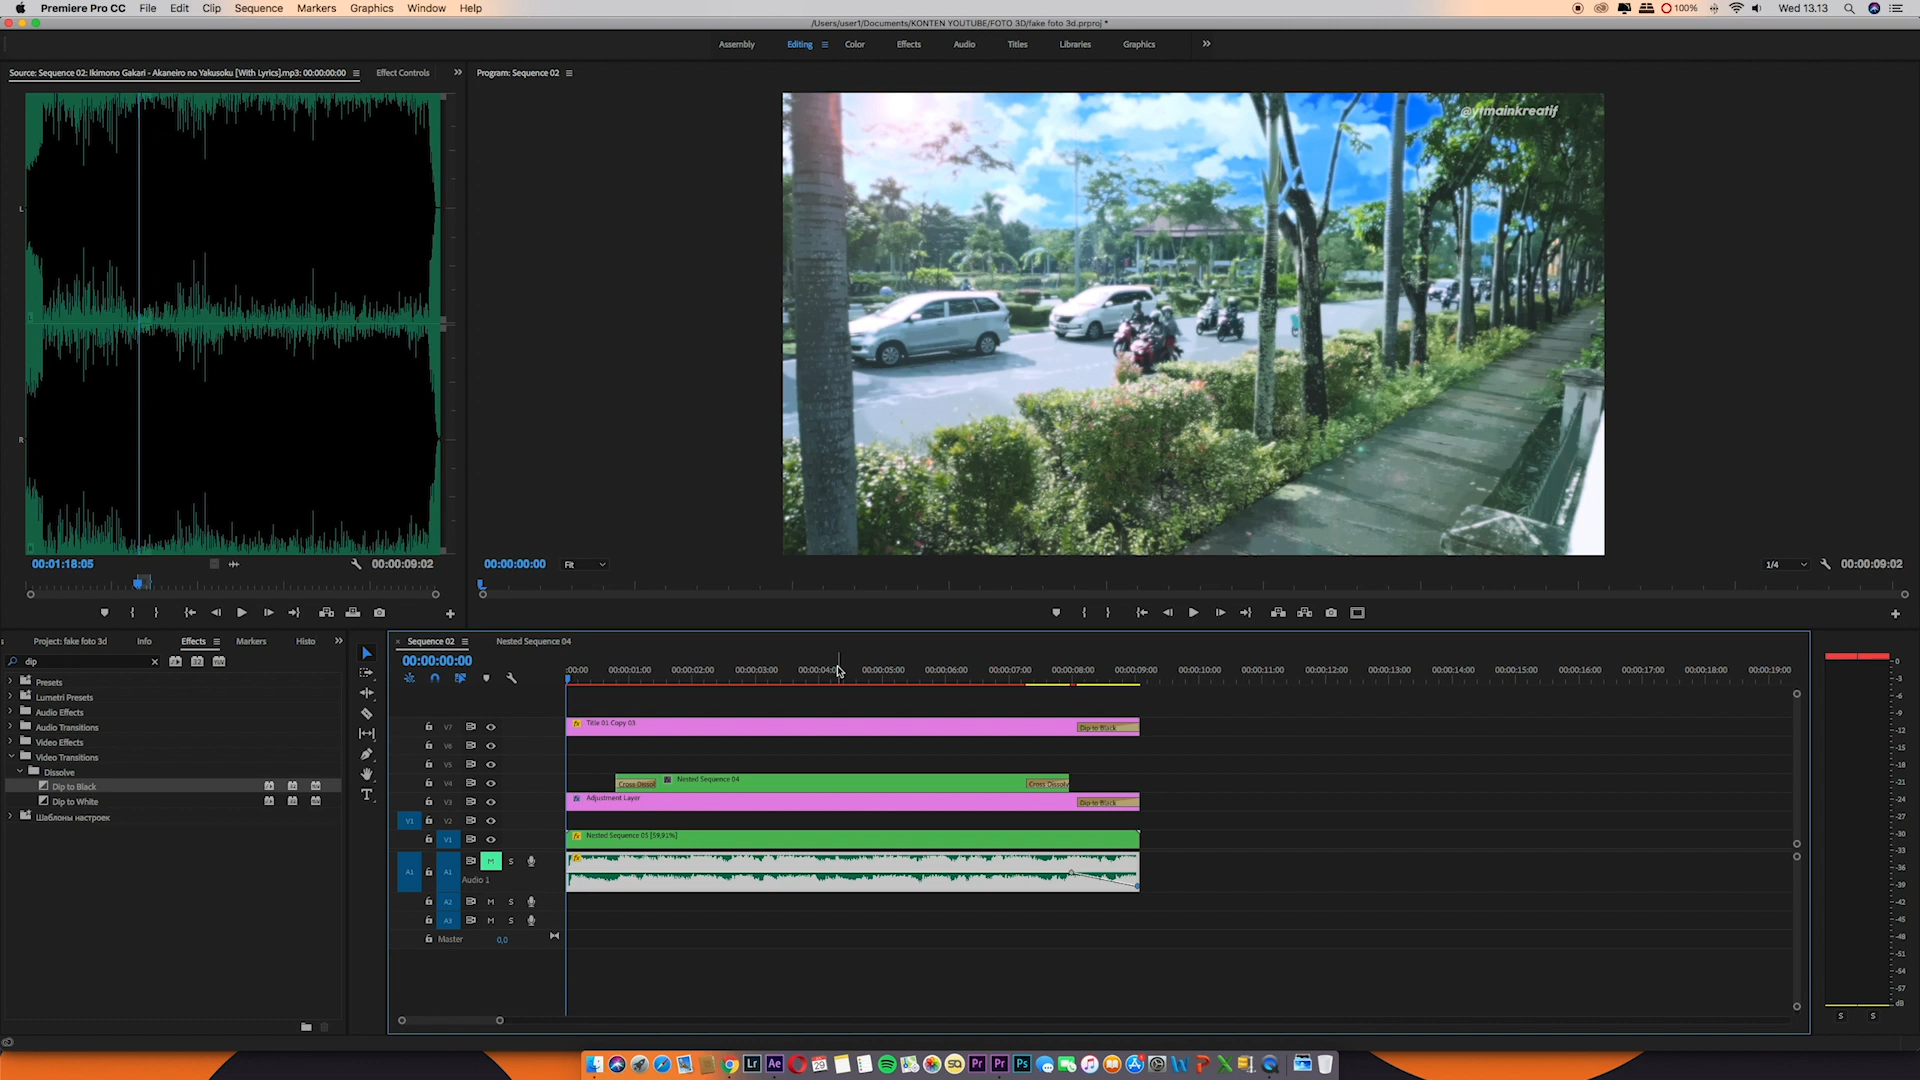 Premiere Pro CC File Edit Clip Sequence Markers Graphics Window Help 100% Wed 13.13
/Users/user1/Documents/KONTEN YOUTUBE/FOTO 3D/fake foto 3d.prproj *
Assembly Editing Color Effects Audio Titles Libraries Graphics
Source: Sequence 02: Ikimono Gakari - Akaneiro no Yakusoku [With Lyrics].mp3: 00:00:00:00 Effect Controls
Program: Sequence 02
L
R
00:01:18:05 00:00:09:02
00:00:00:00 Fit 1/4 00:00:09:02
Project: fake foto 3d Info Effects Markers Histo
dip
Presets
Lumetri Presets
Audio Effects
Audio Transitions
Video Effects
Video Transitions
Dissolve
Dip to Black
Dip to White
Шаблоны настроек
Sequence 02 Nested Sequence 04
00:00:00:00
:00:00 00:00:01:00 00:00:02:00 00:00:03:00 00:00:04:00 00:00:05:00 00:00:06:00 00:00:07:00 00:00:08:00 00:00:09:00 00:00:10:00 00:00:11:00 00:00:12:00 00:00:13:00 00:00:14:00 00:00:15:00 00:00:16:00 00:00:17:00 00:00:18:00 00:00:19:00
V7 fx Title 01 Copy 03 Dip to Black
V6
V5
V4 Cross Dissol Nested Sequence 04 Cross Dissolv
V3 Adjustment Layer Dip to Black
V1 V2
V1 fx Nested Sequence 03 [59,91%]
A1 A1 M S
Audio 1
A2 M S
A3 M S
Master 0,0
0
-3
-6
-9
-12
-15
-18
-21
-24
-27
-30
-33
-36
-39
-42
-45
-48
-51
-54
-57
dB
S S
Lr Ae 29 SQ Pr Pr Ps